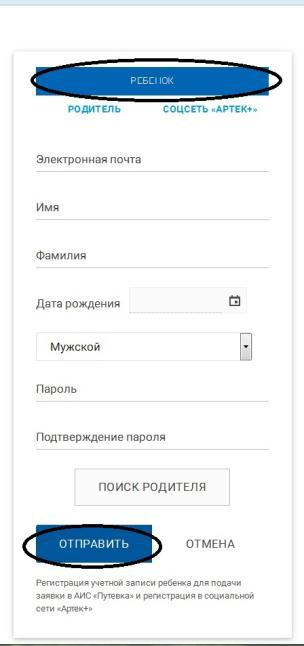 РЕБЕНОК
РОДИТЕЛЬ СОЦСЕТЬ «АРТЕК+»
Электронная почта
Имя
Фамилия
Дата рождения
Мужской
Пароль
Подтверждение пароля
ПОИСК РОДИТЕЛЯ
ОТПРАВИТЬ ОТМЕНА
Регистрация учетной записи ребенка для подачи
заявки в АИС «Путевка» и регистрация в социальной
сети «Артек+»